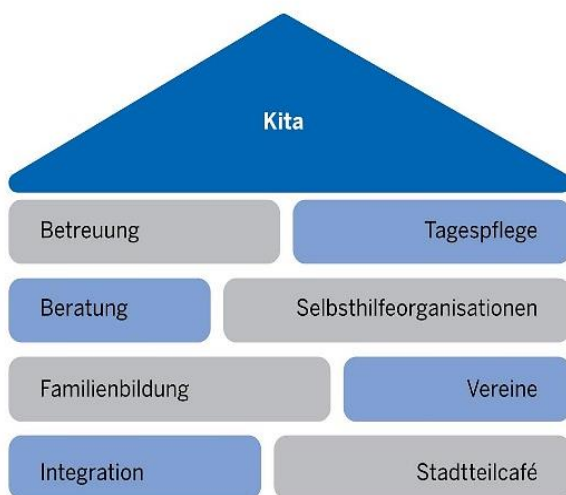 Kita
Betreuung
Tagespflege
Beratung
Selbsthilfeorganisationen
Familienbildung
Vereine
Integration
Stadtteilcafé